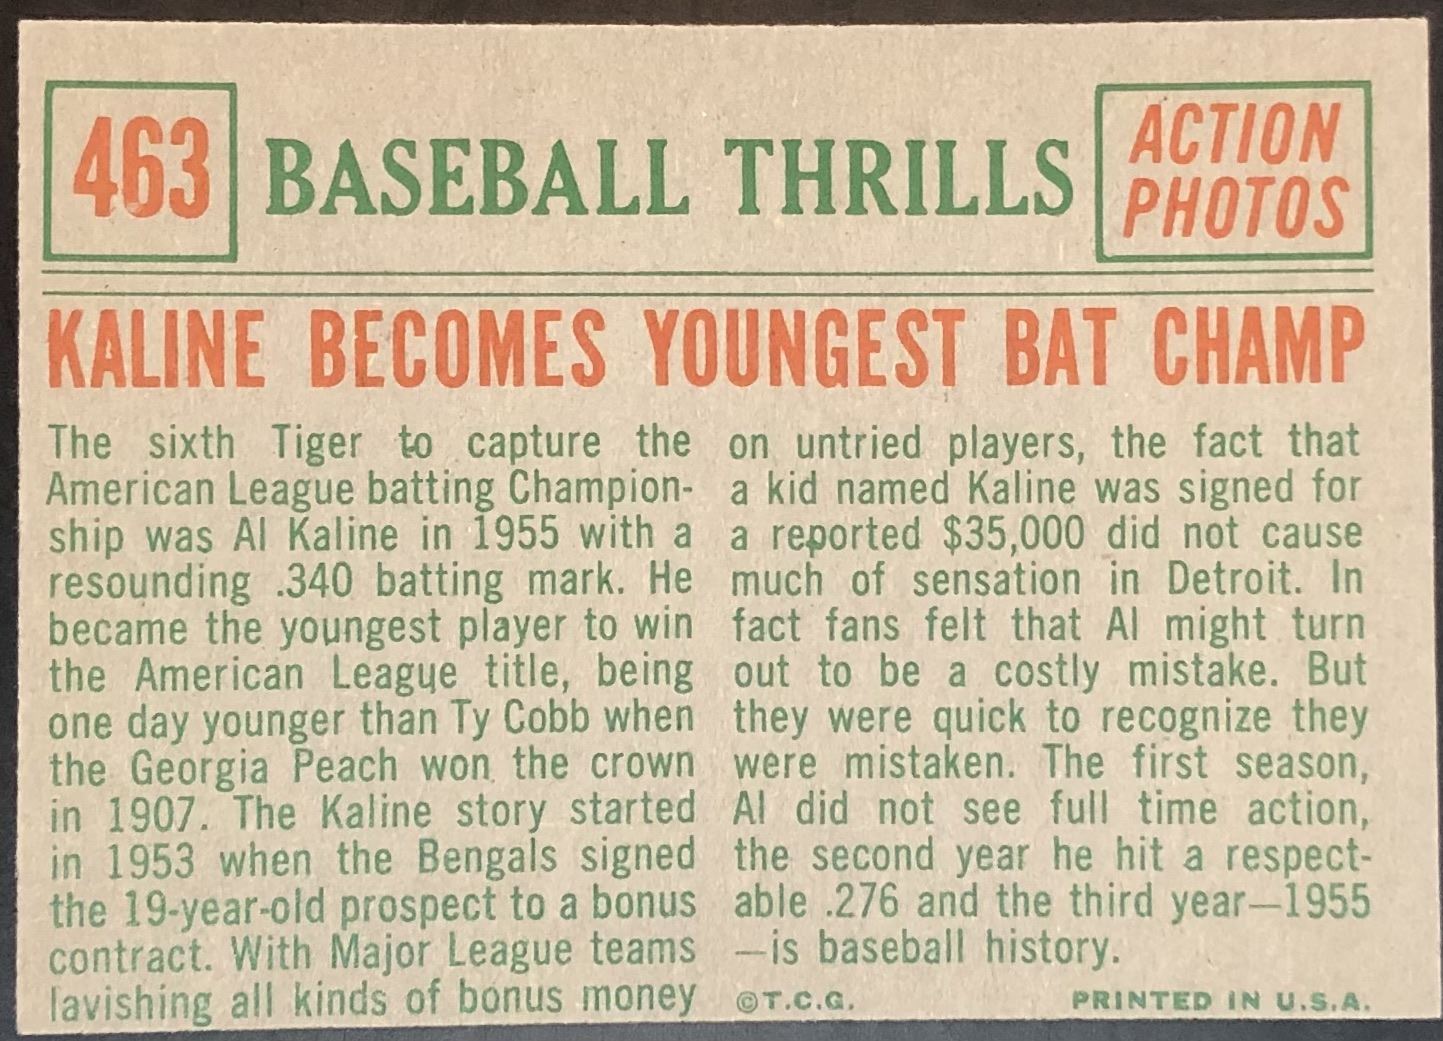 463
BASEBALL THRILLS
ACTION
PHOTOS
KALINE BECOMES YOUNGEST BAT CHAMP
The sixth Tiger to capture the
American League batting Champion-
ship was Al Kaline in 1955 with a
resounding .340 batting mark. He
became the youngest player to win
the American League title, being
one day younger than Ty Cobb when
the Georgia Peach won the crown
in 1907. The Kaline story started
in 1953 when the Bengals signed
the 19-year-old prospect to a bonus
contract. With Major League teams
lavishing all kinds of bonus money
on untried players, the fact that
a kid named Kaline was signed for
a reported $35,000 did not cause
much of sensation in Detroit. In
fact fans felt that Al might turn
out to be a costly mistake. But
they were quick to recognize they
were mistaken. The first season,
Al did not see full time action,
the second year he hit a respect-
able .276 and the third year—1955
—is baseball history.
©T.C.G. PRINTED IN U.S.A.